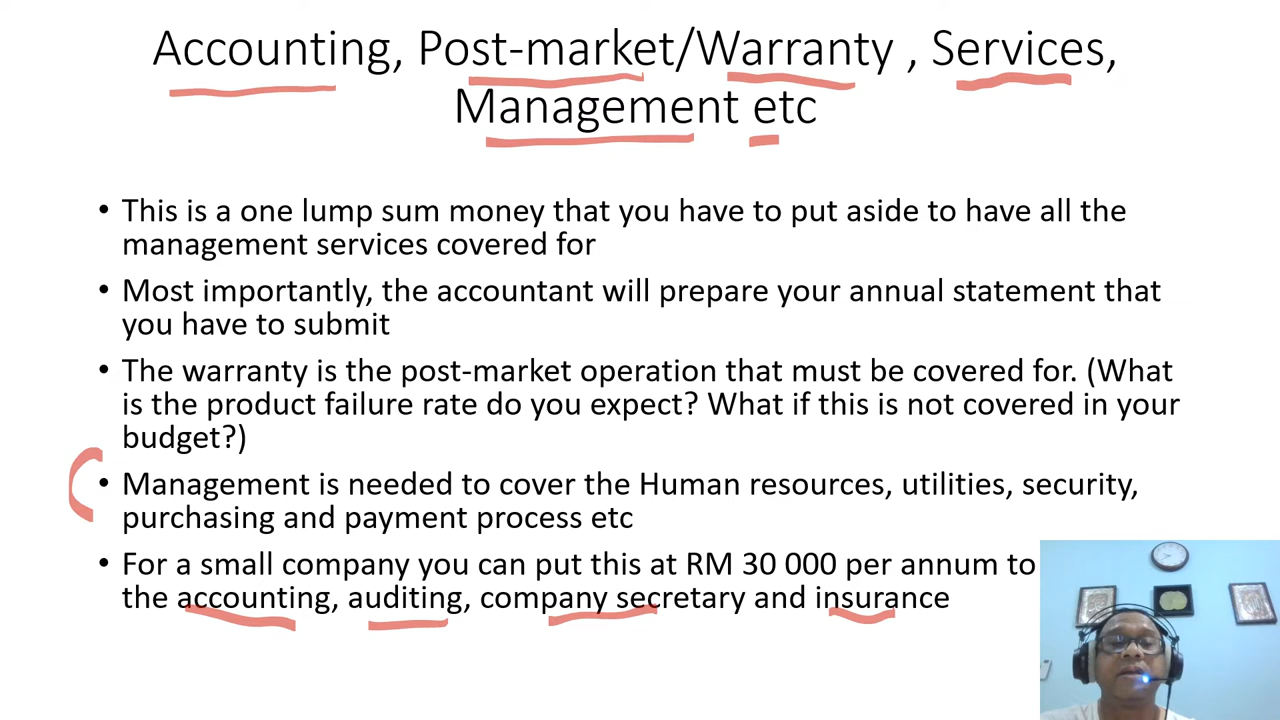 Accounting, Post-market/Warranty , Services,
Management etc
• This is a one lump sum money that you have to put aside to have all the
management services covered for
• Most importantly, the accountant will prepare your annual statement that
you have to submit
• The warranty is the post-market operation that must be covered for. (What
is the product failure rate do you expect? What if this is not covered in your
budget?)
• Management is needed to cover the Human resources, utilities, security,
purchasing and payment process etc
• For a small company you can put this at RM 30 000 per annum to
the accounting, auditing, company secretary and insurance